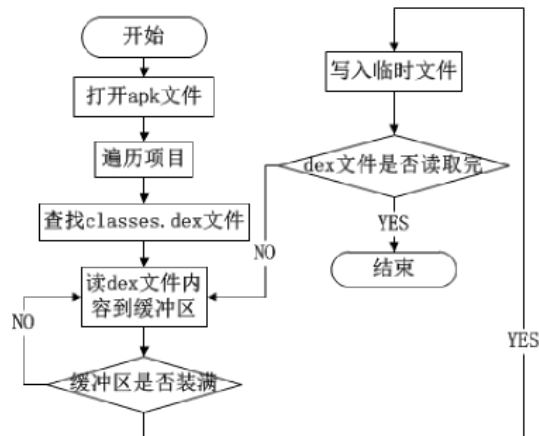 开始
打开apk文件
遍历项目
查找classes.dex文件
读dex文件内
容到缓冲区
NO
缓冲区是否装满
YES
写入临时文件
dex文件是否读取完
NO
YES
结束